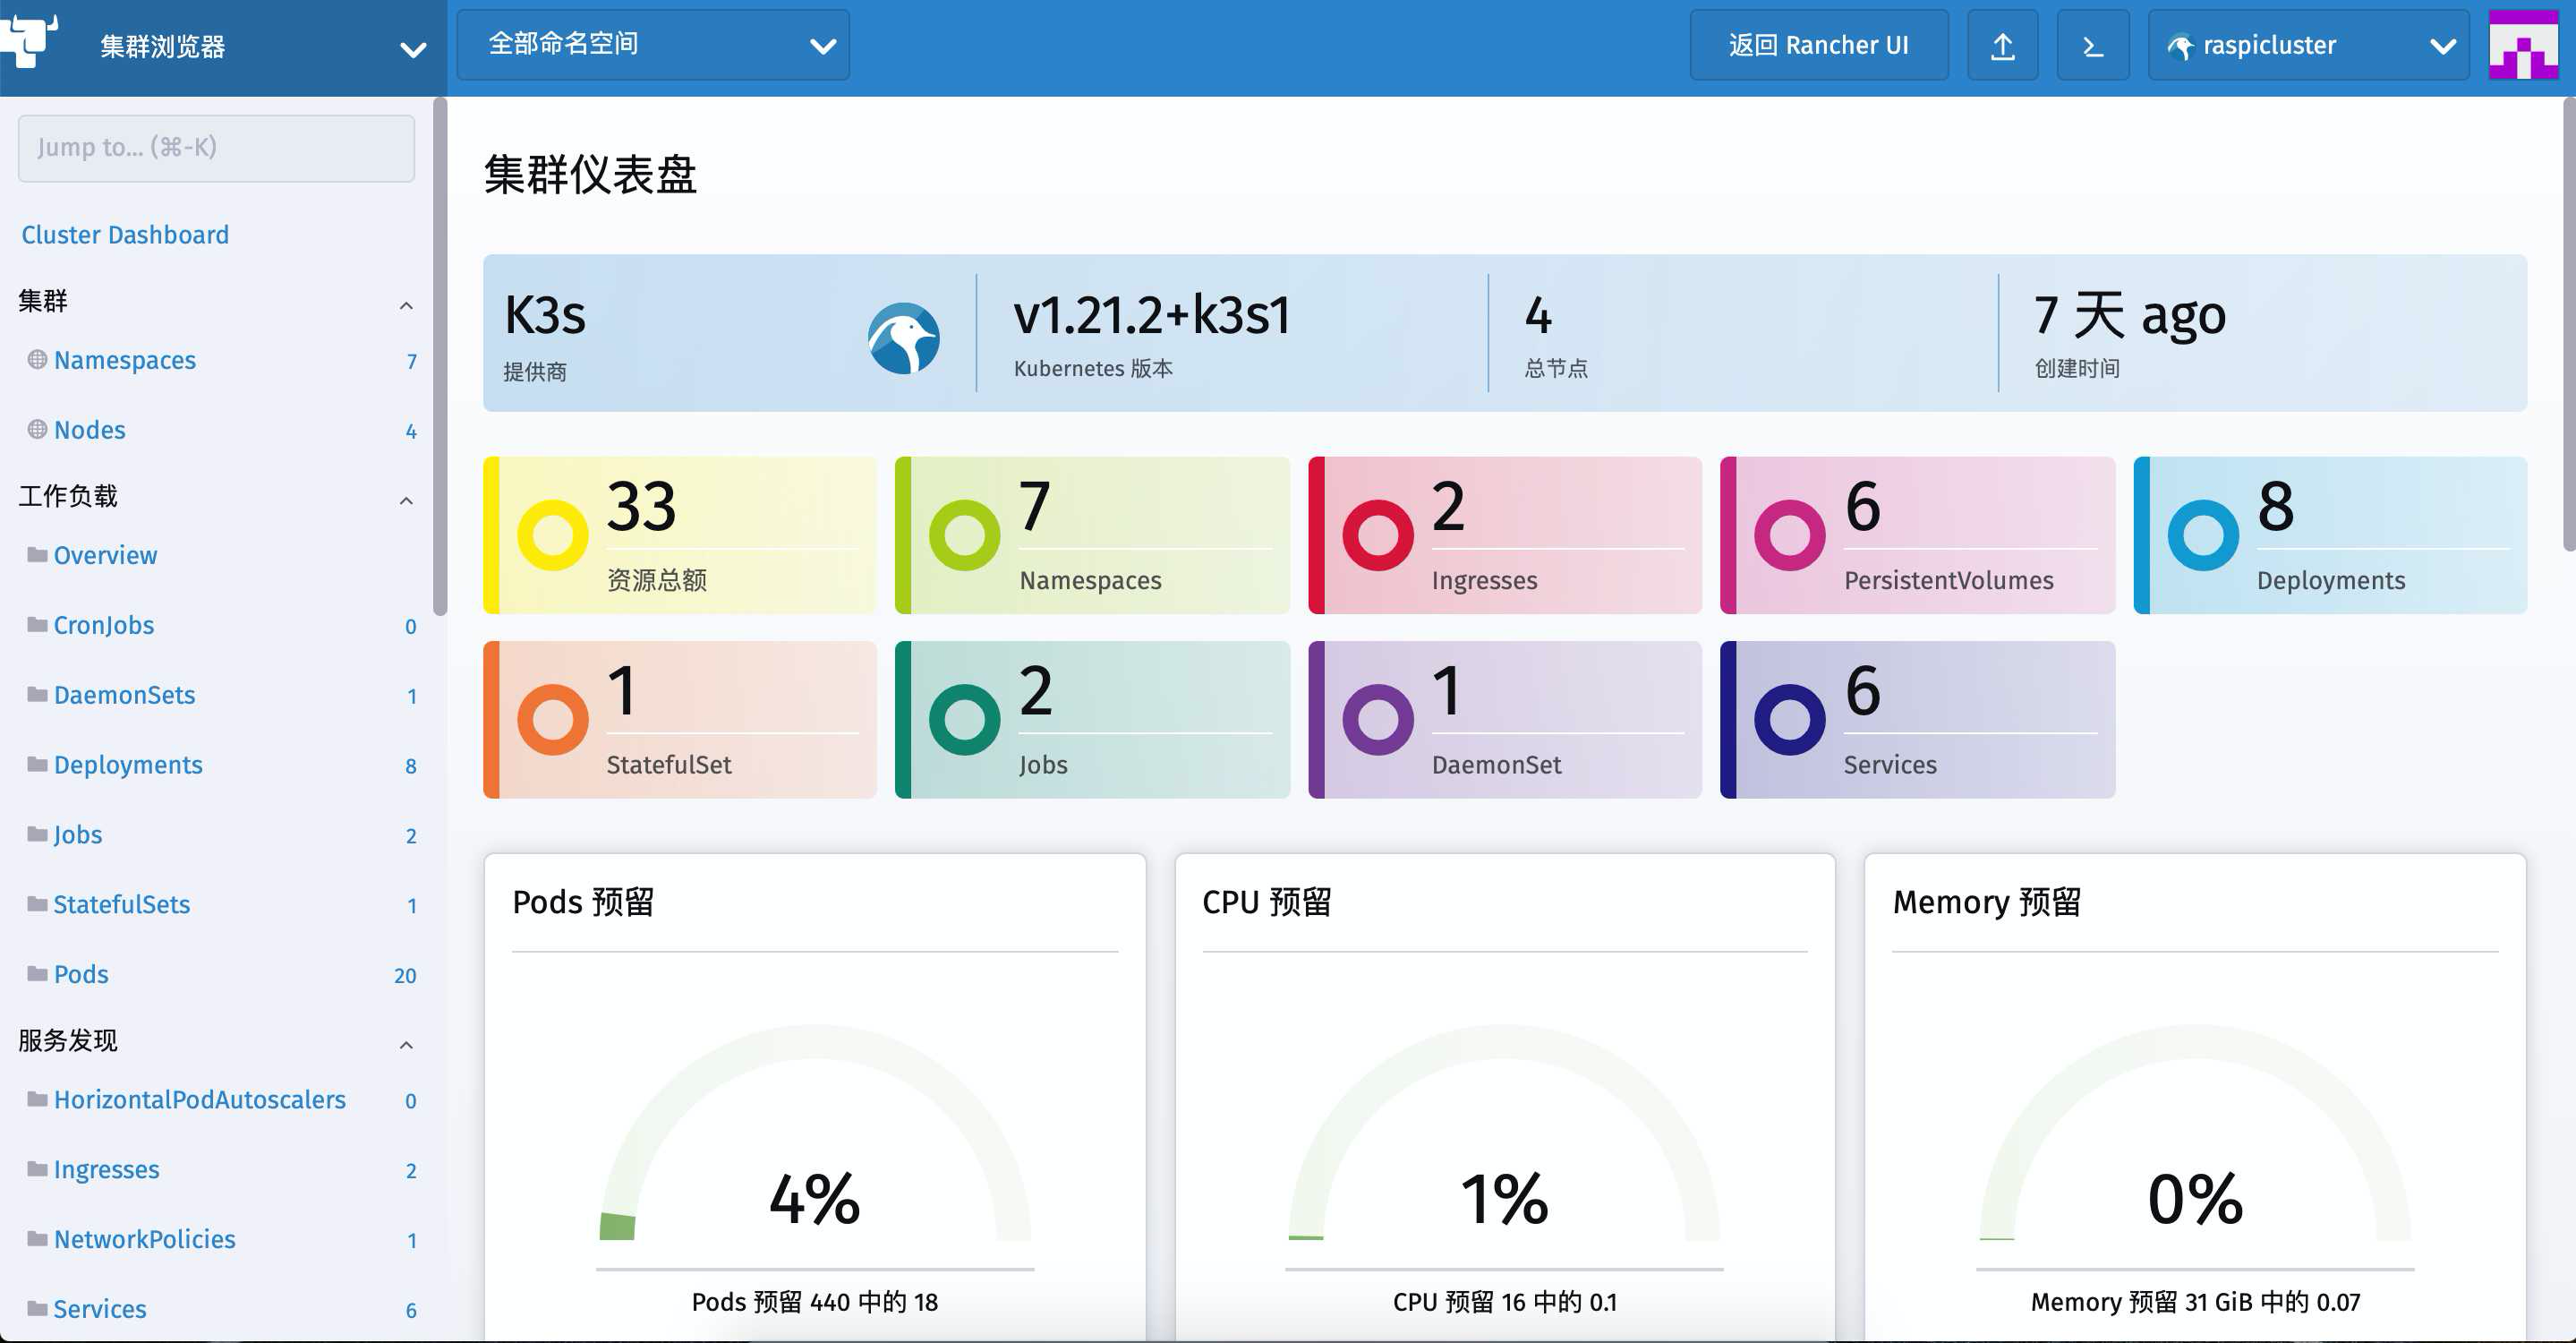 集群浏览器
全部命名空间
返回 Rancher UI
raspicluster
Jump to... (⌘-K)
Cluster Dashboard
集群
Namespaces 7
Nodes 4
工作负载
Overview
CronJobs 0
DaemonSets 1
Deployments 8
Jobs 2
StatefulSets 1
Pods 20
服务发现
HorizontalPodAutoscalers 0
Ingresses 2
NetworkPolicies 1
Services 6
集群仪表盘
K3s
提供商
v1.21.2+k3s1
Kubernetes 版本
4
总节点
7 天 ago
创建时间
33
资源总额
7
Namespaces
2
Ingresses
6
PersistentVolumes
8
Deployments
1
StatefulSet
2
Jobs
1
DaemonSet
6
Services
Pods 预留
4%
Pods 预留 440 中的 18
CPU 预留
1%
CPU 预留 16 中的 0.1
Memory 预留
0%
Memory 预留 31 GiB 中的 0.07